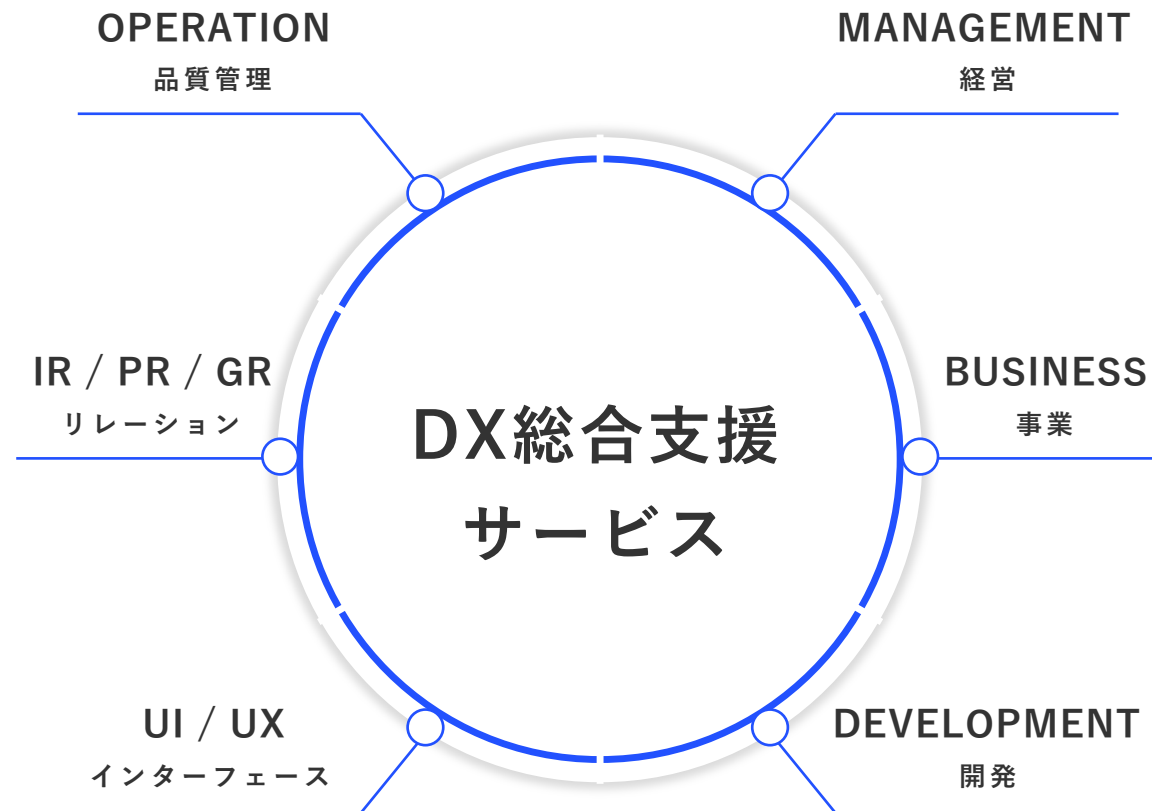 OPERATION
品質管理
MANAGEMENT
経営
IR / PR / GR
リレーション
BUSINESS
事業
DX総合支援
サービス
UI / UX
インターフェース
DEVELOPMENT
開発